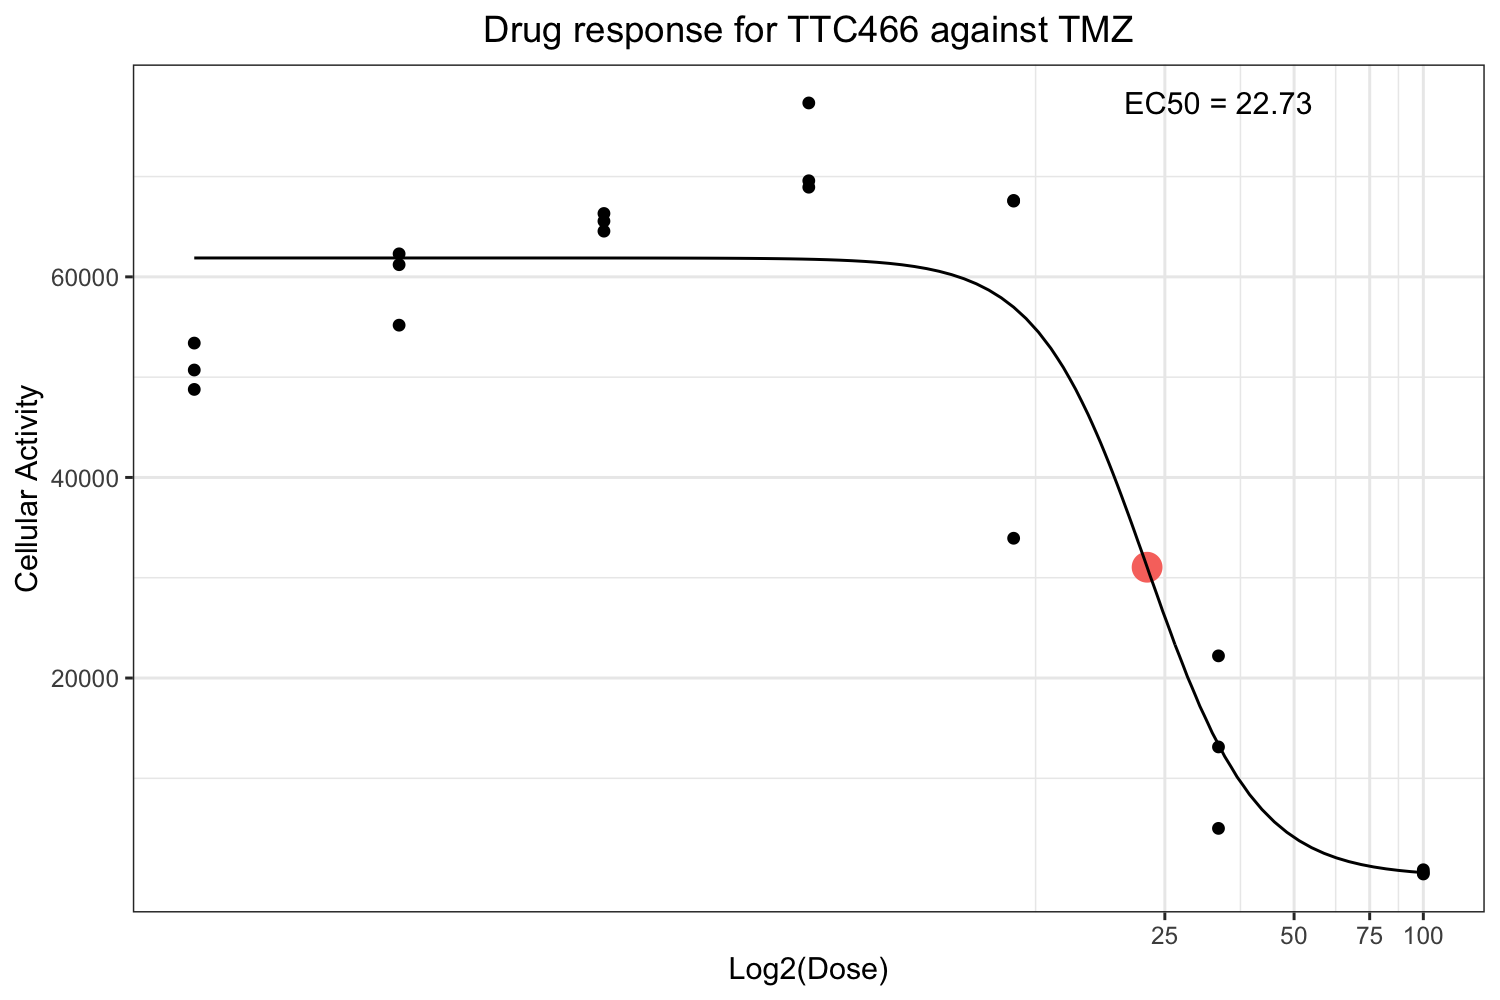 Drug response for TTC466 against TMZ
EC50 = 22.73
60000
40000
20000
Cellular Activity
25 50 75 100
Log2(Dose)